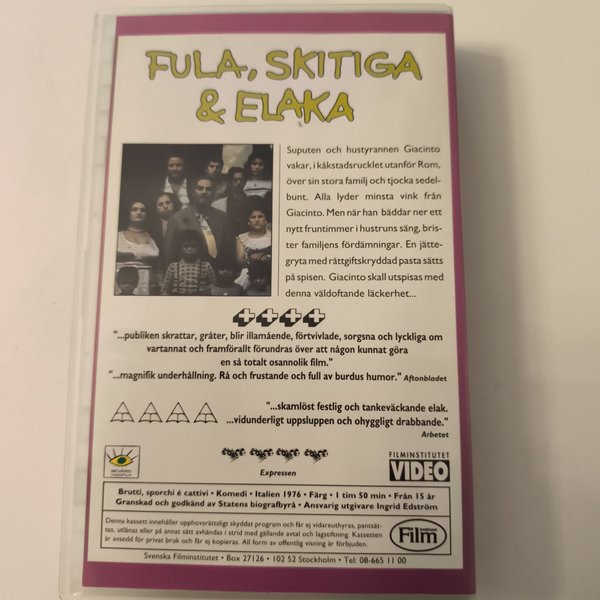 FULA, SKITIGA
& ELAKA
Suputen och hustyrannen Giacinto
vakar, i kåkstadsrucklet utanför Rom,
över sin stora familj och tjocka sedel-
bunt. Alla lyder minsta vink från
Giacinto. Men när han bäddar ner ett
nytt fruntimmer i hustruns säng, bris-
ter familjens fördämningar. En jätte-
gryta med råttgiftskryddad pasta sätts
på spisen. Giacinto skall utspisas med
denna väldoftande läckerhet...
"...publiken skrattar, gråter, blir illamående, förtvivlade, sorgsna och lyckliga om
vartannat och framförallt förundras över att någon kunnat göra
en så totalt osannolik film."
"...magnifik underhållning. Rå och frustande och full av burdus humor." Aftonbladet
"...skamlöst festlig och tankeväckande elak.
...vidunderligt uppsluppen och ohyggligt drabbande."
Arbetet
Expressen
FILMINSTITUTET
VIDEO
Brutti, sporchi é cattivi • Komedi • Italien 1976 • Färg • 1 tim 50 min • Från 15 år
Granskad och godkänd av Statens biografbyrå • Ansvarig utgivare Ingrid Edström
Denna kassett innehåller upphovsrättsligt skyddat program och får ej vidareuthyras, pantsät-
tas, utlånas eller på annat sätt avhändas i strid med gällande avtal och lagstiftning. Kassetten
är avsedd för privat bruk och får ej kopieras. All form av offentlig visning är förbjuden.
Film
Svenska Filminstitutet • Box 27126 • 102 52 Stockholm • Tel: 08-665 11 00